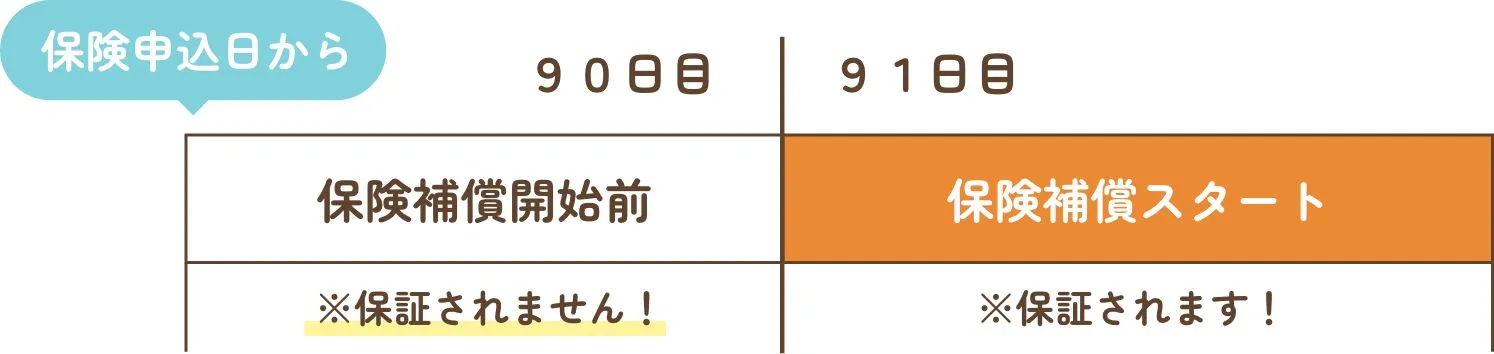 保険申込日から
９０日目
９１日目
保険補償開始前
保険補償スタート
※保証されません！
※保証されます！